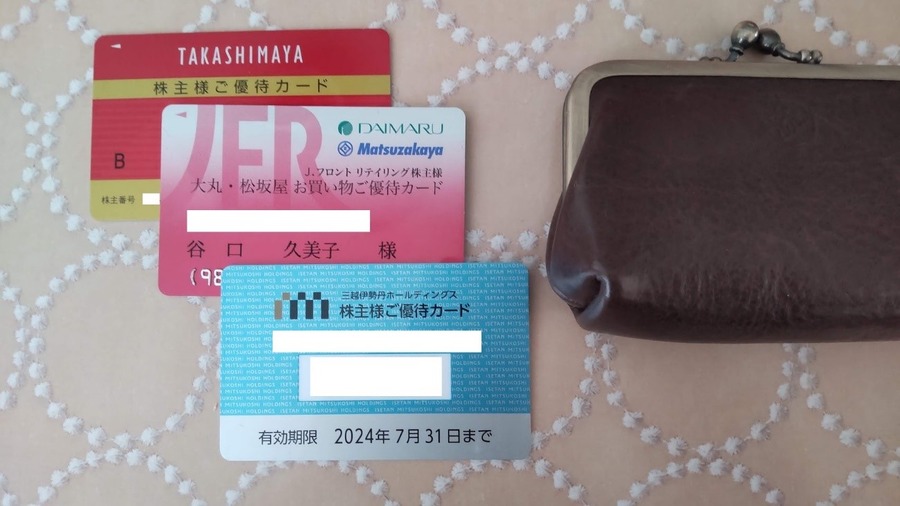 TAKASHIMAYA
株主様ご優待カード
B
株主番号
DAIMARU
Matsuzakaya
J.フロント リテイリング 株主様
大丸・松坂屋 お買い物ご優待カード
谷口 久美子 様
(98
三越伊勢丹ホールディングス
株主様ご優待カード
ISETAN MITSUKOSHI HOLDINGS
有効期限 2024年7月31日まで